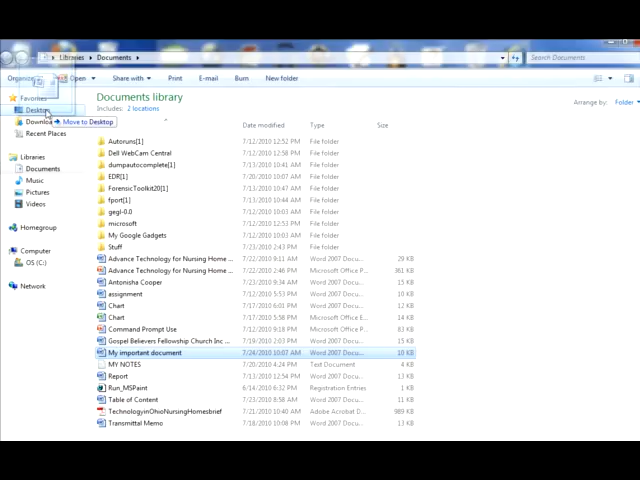 Libraries Documents Search Documents
Organize Open Share with Print E-mail Burn New folder
Favorites
Desktop
Move to Desktop
Recent Places
Libraries
Documents
Music
Pictures
Videos
Homegroup
Computer
OS (C:)
Network
Documents library
Includes: 2 locations
Arrange by: Folder
Date modified Type Size
Autoruns[1] 7/12/2010 12:52 PM File folder
Dell WebCam Central 7/12/2010 12:53 PM File folder
dumpautocomplete[1] 7/13/2010 10:41 AM File folder
EDR[1] 7/20/2010 10:07 AM File folder
ForensicToolkit20[1] 7/13/2010 10:43 AM File folder
fport[1] 7/13/2010 10:44 AM File folder
gegl-0.0 7/12/2010 12:53 PM File folder
microsoft 7/12/2010 12:53 PM File folder
My Google Gadgets 7/12/2010 12:53 PM File folder
Stuff 7/23/2010 2:43 PM File folder
Advance Technology for Nursing Home ... 7/22/2010 9:11 AM Word 2007 Docu... 29 KB
Advance Technology for Nursing Home ... 7/22/2010 2:46 PM Microsoft Office P... 361 KB
Antonisha Cooper 7/23/2010 9:34 AM Word 2007 Docu... 15 KB
assignment 7/12/2010 5:53 PM Word 2007 Docu... 10 KB
Chart 7/17/2010 6:01 PM Word 2007 Docu... 12 KB
Chart 7/17/2010 5:58 PM Microsoft Office E... 14 KB
Command Prompt Use 7/17/2010 9:15 PM Microsoft Office P... 83 KB
Gospel Believers Fellowship Church Inc ... 7/19/2010 2:03 PM Word 2007 Docu... 15 KB
My important document 7/24/2010 10:07 AM Word 2007 Docu... 10 KB
MY NOTES 7/20/2010 4:24 PM Text Document 4 KB
Report 7/13/2010 12:54 PM Word 2007 Docu... 13 KB
Run_MSPaint 6/14/2010 6:32 PM Registration Entries 1 KB
Table of Content 7/23/2010 8:58 AM Word 2007 Docu... 11 KB
TechnologyinOhioNursingHomesbrief 7/21/2010 10:40 AM Adobe Acrobat D... 989 KB
Transmittal Memo 7/18/2010 10:08 PM Word 2007 Docu... 13 KB